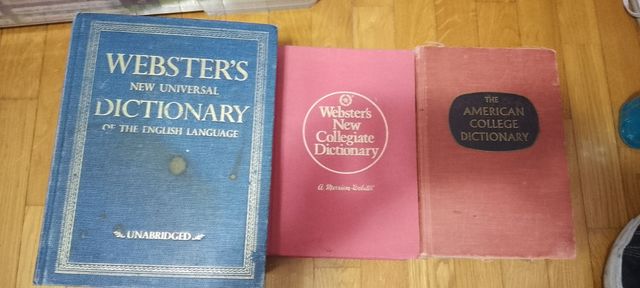 WEBSTER'S
NEW UNIVERSAL
DICTIONARY
OF THE ENGLISH LANGUAGE
UNABRIDGED
Webster's
New
Collegiate
Dictionary
A Merriam-Webster
THE
AMERICAN
COLLEGE
DICTIONARY